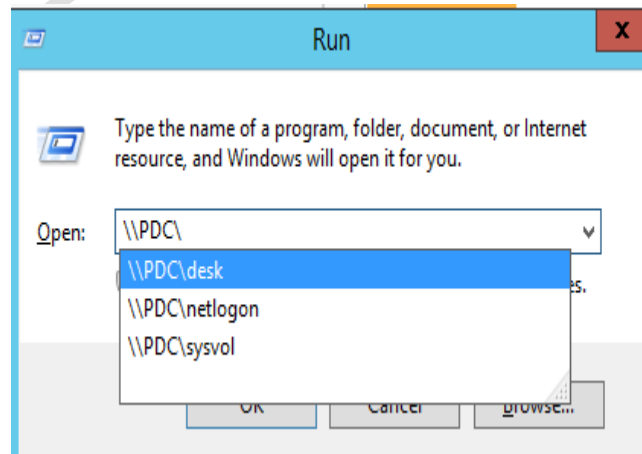 Run
x
Type the name of a program, folder, document, or Internet
resource, and Windows will open it for you.
Open:
\\PDC\
\\PDC\desk
es.
\\PDC\netlogon
\\PDC\sysvol
OK
Cancel
Browse...